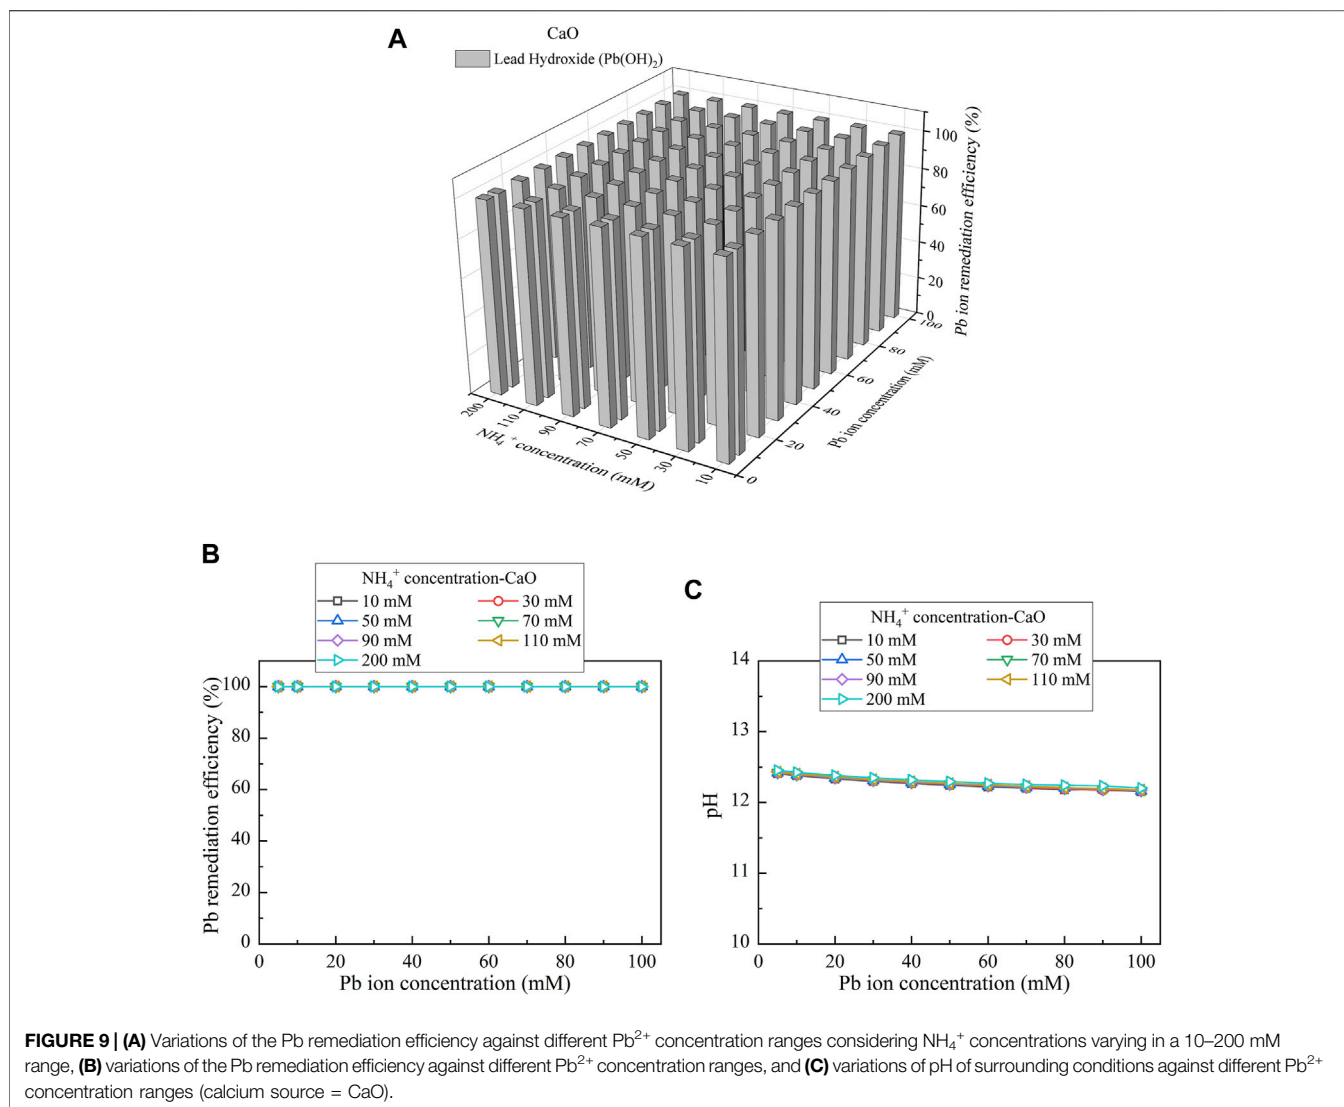 A
CaO
Lead Hydroxide (Pb(OH)₂)
Pb ion remediation efficiency (%)
100
80
60
40
20
0
Pb ion concentration (mM)
100
80
60
40
20
0
NH₄⁺ concentration (mM)
200
110
90
70
50
30
10
B
NH₄⁺ concentration-CaO
10 mM 30 mM
50 mM 70 mM
90 mM 110 mM
200 mM
Pb remediation efficiency (%)
100
80
60
40
20
0
0 20 40 60 80 100
Pb ion concentration (mM)
C
NH₄⁺ concentration-CaO
10 mM 30 mM
50 mM 70 mM
90 mM 110 mM
200 mM
pH
14
13
12
11
10
0 20 40 60 80 100
Pb ion concentration (mM)
FIGURE 9 | (A) Variations of the Pb remediation efficiency against different Pb²⁺ concentration ranges considering NH₄⁺ concentrations varying in a 10–200 mM
range, (B) variations of the Pb remediation efficiency against different Pb²⁺ concentration ranges, and (C) variations of pH of surrounding conditions against different Pb²⁺
concentration ranges (calcium source = CaO).